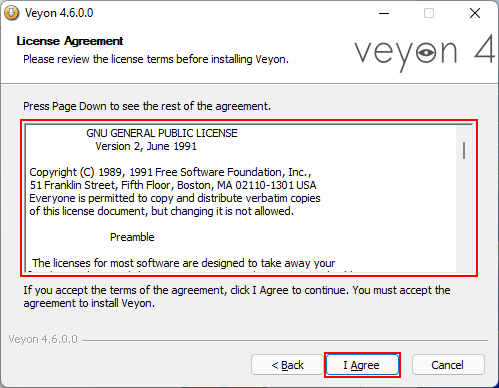 Veyon 4.6.0.0
License Agreement
Please review the license terms before installing Veyon.
veyon 4
Press Page Down to see the rest of the agreement.
GNU GENERAL PUBLIC LICENSE
Version 2, June 1991
Copyright (C) 1989, 1991 Free Software Foundation, Inc.,
51 Franklin Street, Fifth Floor, Boston, MA 02110-1301 USA
Everyone is permitted to copy and distribute verbatim copies
of this license document, but changing it is not allowed.
Preamble
The licenses for most software are designed to take away your
If you accept the terms of the agreement, click I Agree to continue. You must accept the
agreement to install Veyon.
Veyon 4.6.0.0
< Back
I Agree
Cancel